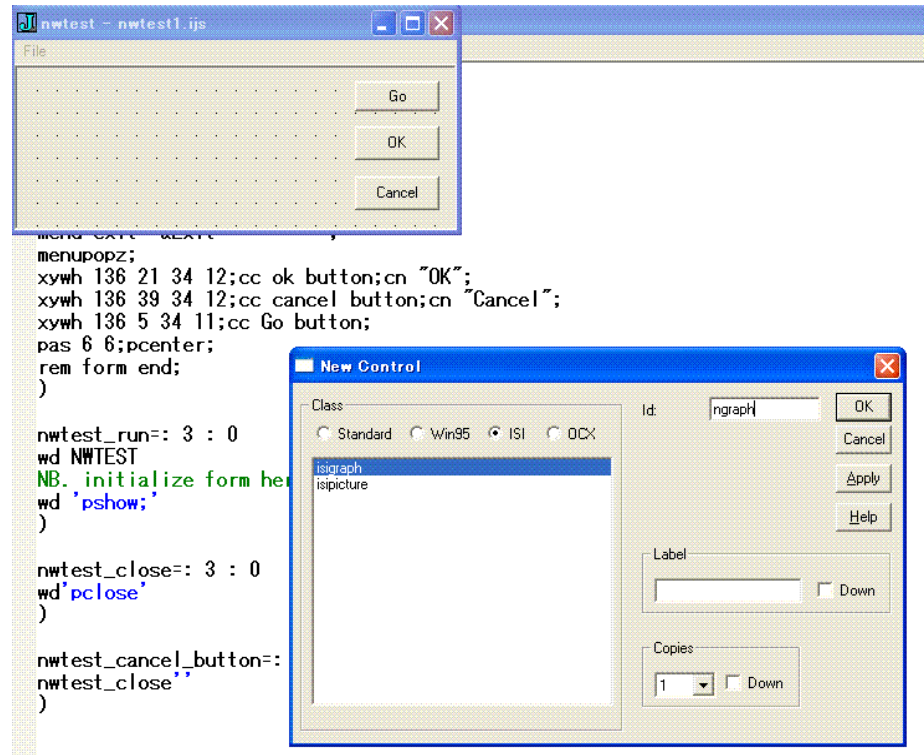 nwtest - nwtest1.ijs
File
Go
OK
Cancel
menupopz;
xywh 136 21 34 12;cc ok button;cn "OK";
xywh 136 39 34 12;cc cancel button;cn "Cancel";
xywh 136 5 34 11;cc Go button;
pas 6 6;pcenter;
rem form end;
)
nwtest_run=: 3 : 0
wd NWTEST
NB. initialize form her
wd 'pshow;'
)
nwtest_close=: 3 : 0
wd'pclose'
)
nwtest_cancel_button=:
nwtest_close''
)
New Control
Class
Standard Win95 ISI OCX
isigraph
isipicture
Id: ngraph
OK
Cancel
Apply
Help
Label
Down
Copies
1 Down